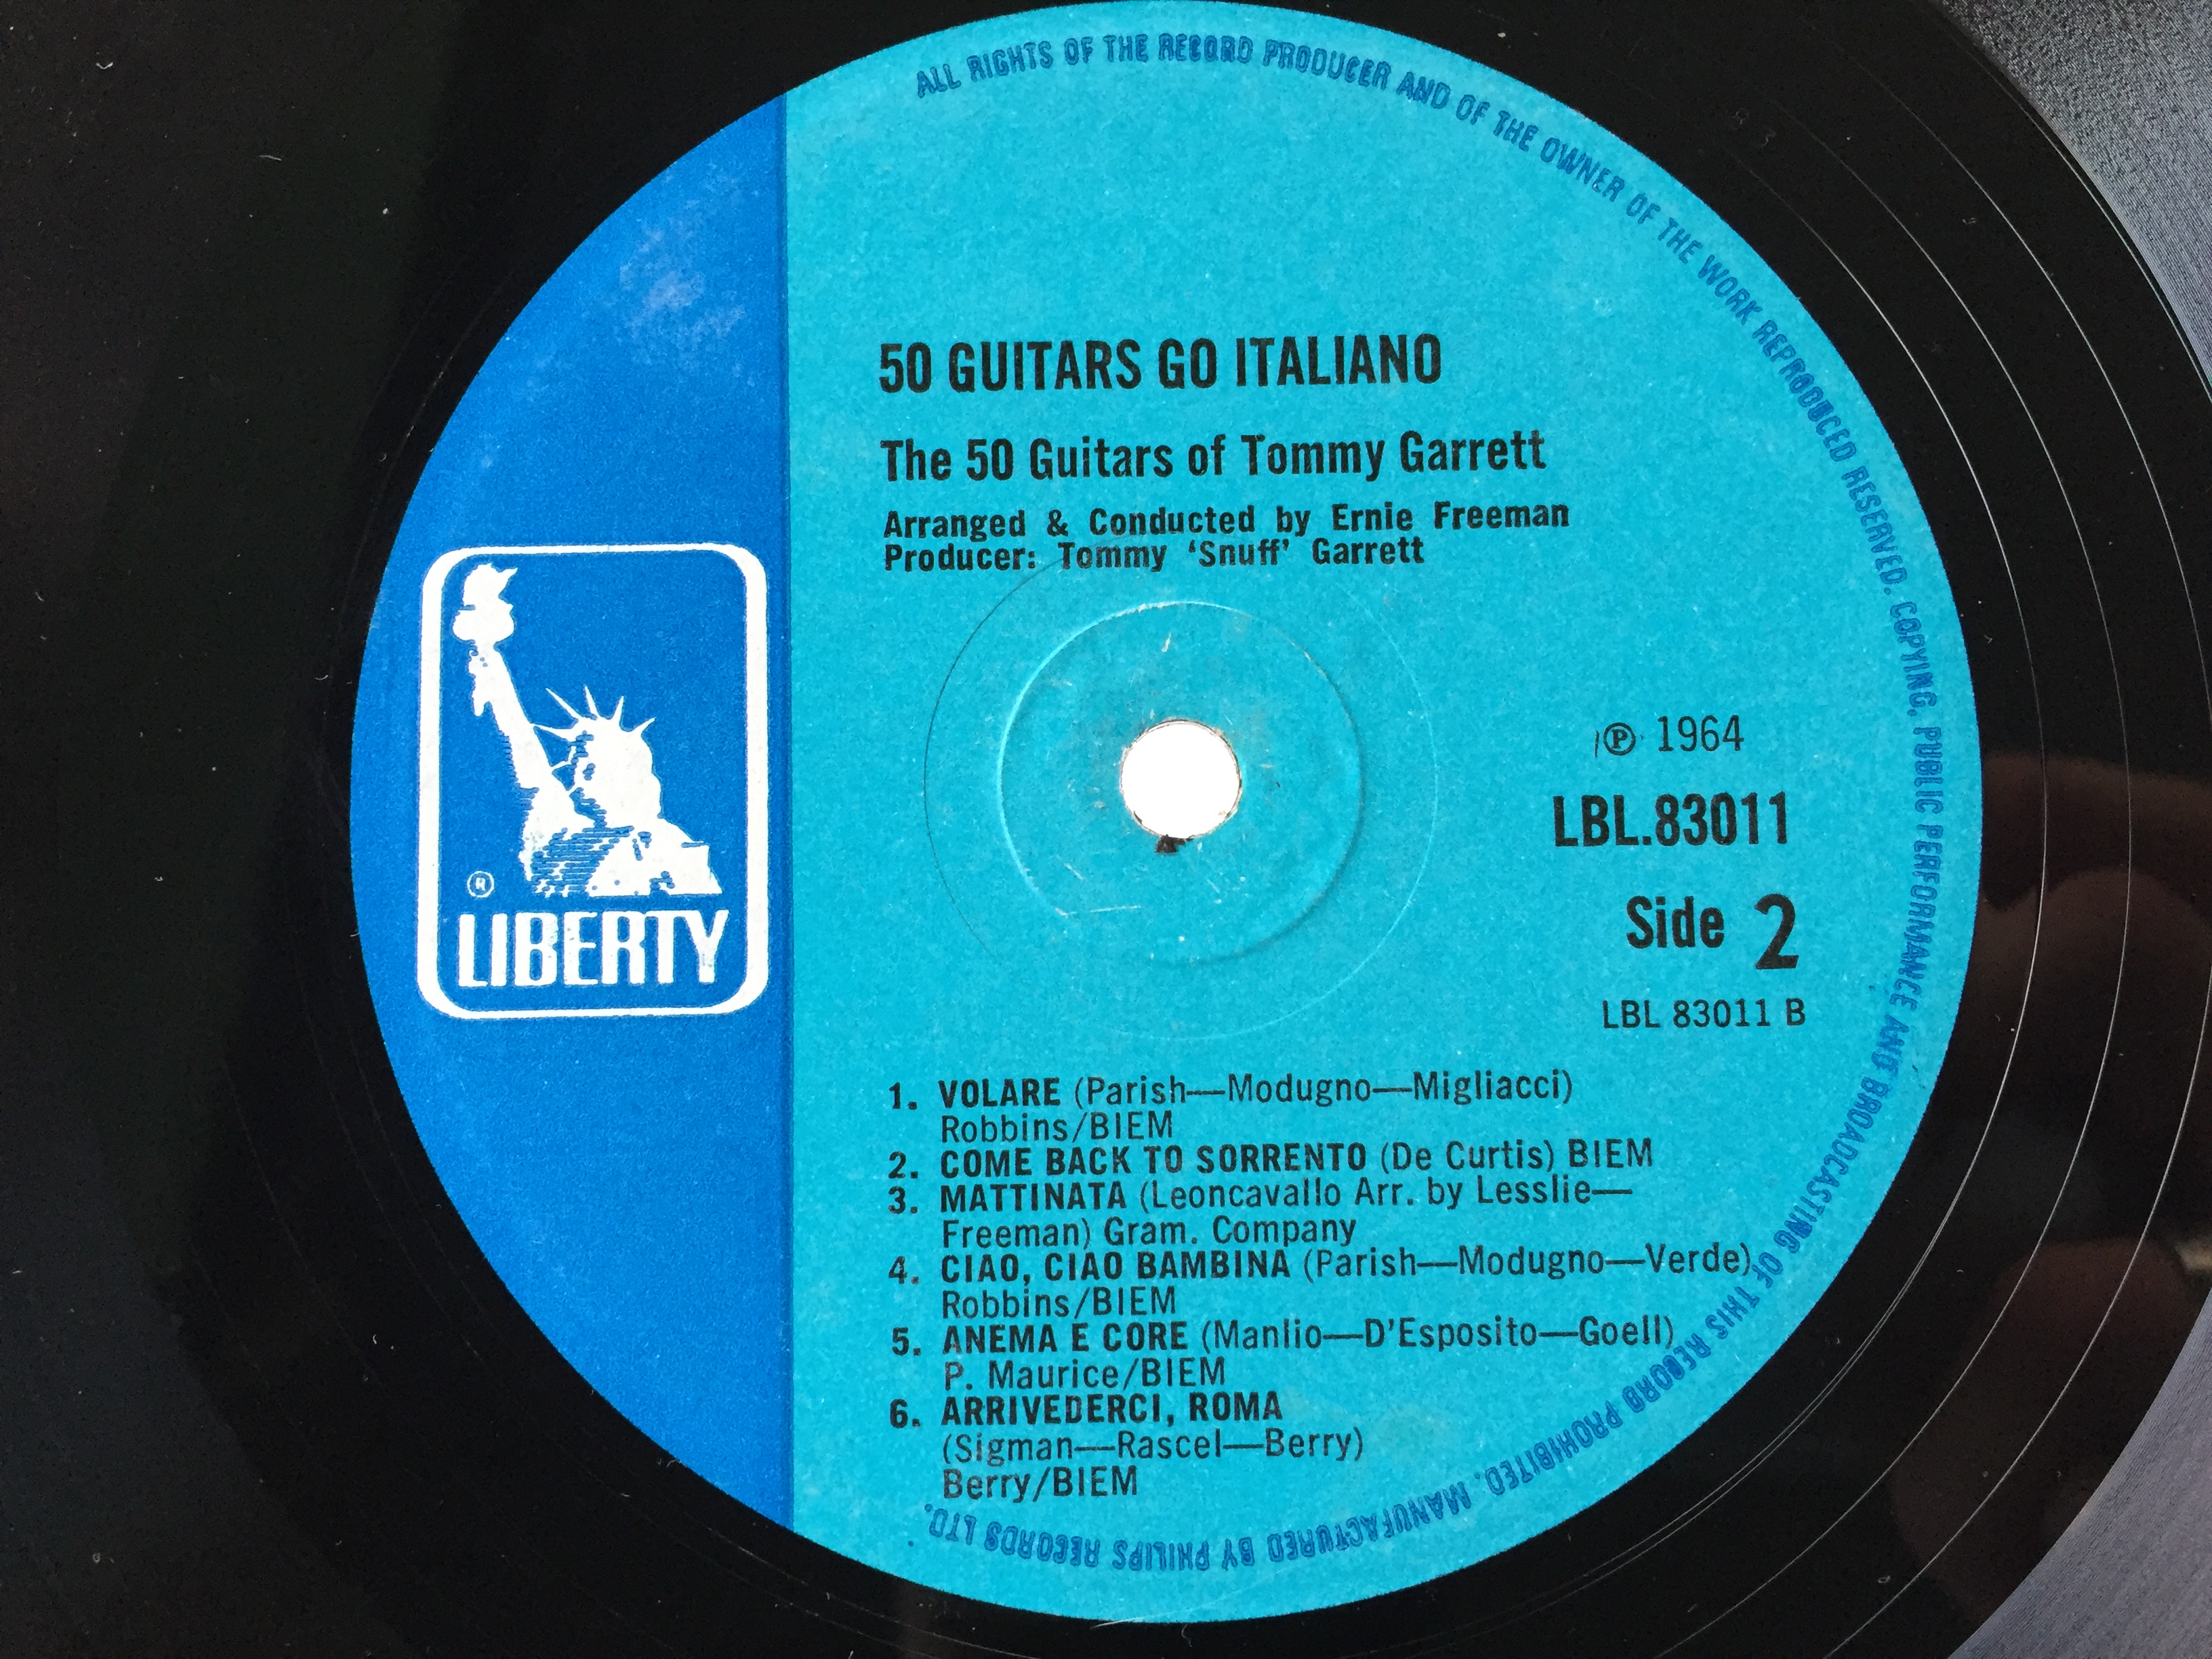 ALL RIGHTS OF THE RECORD PRODUCER AND OF THE OWNER OF THE WORK REPRODUCED RESERVED. COPYING, PUBLIC PERFORMANCE AND BROADCASTING OF THIS RECORD PROHIBITED. MANUFACTURED BY PHILIPS RECORDS LTD.
50 GUITARS GO ITALIANO
The 50 Guitars of Tommy Garrett
Arranged & Conducted by Ernie Freeman
Producer: Tommy ‘Snuff’ Garrett
® LIBERTY
℗ 1964
LBL.83011
Side 2
LBL 83011 B
1. VOLARE (Parish—Modugno—Migliacci)
Robbins/BIEM
2. COME BACK TO SORRENTO (De Curtis) BIEM
3. MATTINATA (Leoncavallo Arr. by Lesslie—
Freeman) Gram. Company
4. CIAO, CIAO BAMBINA (Parish—Modugno—Verde)
Robbins/BIEM
5. ANEMA E CORE (Manlio—D’Esposito—Goell)
P. Maurice/BIEM
6. ARRIVEDERCI, ROMA
(Sigman—Rascel—Berry)
Berry/BIEM